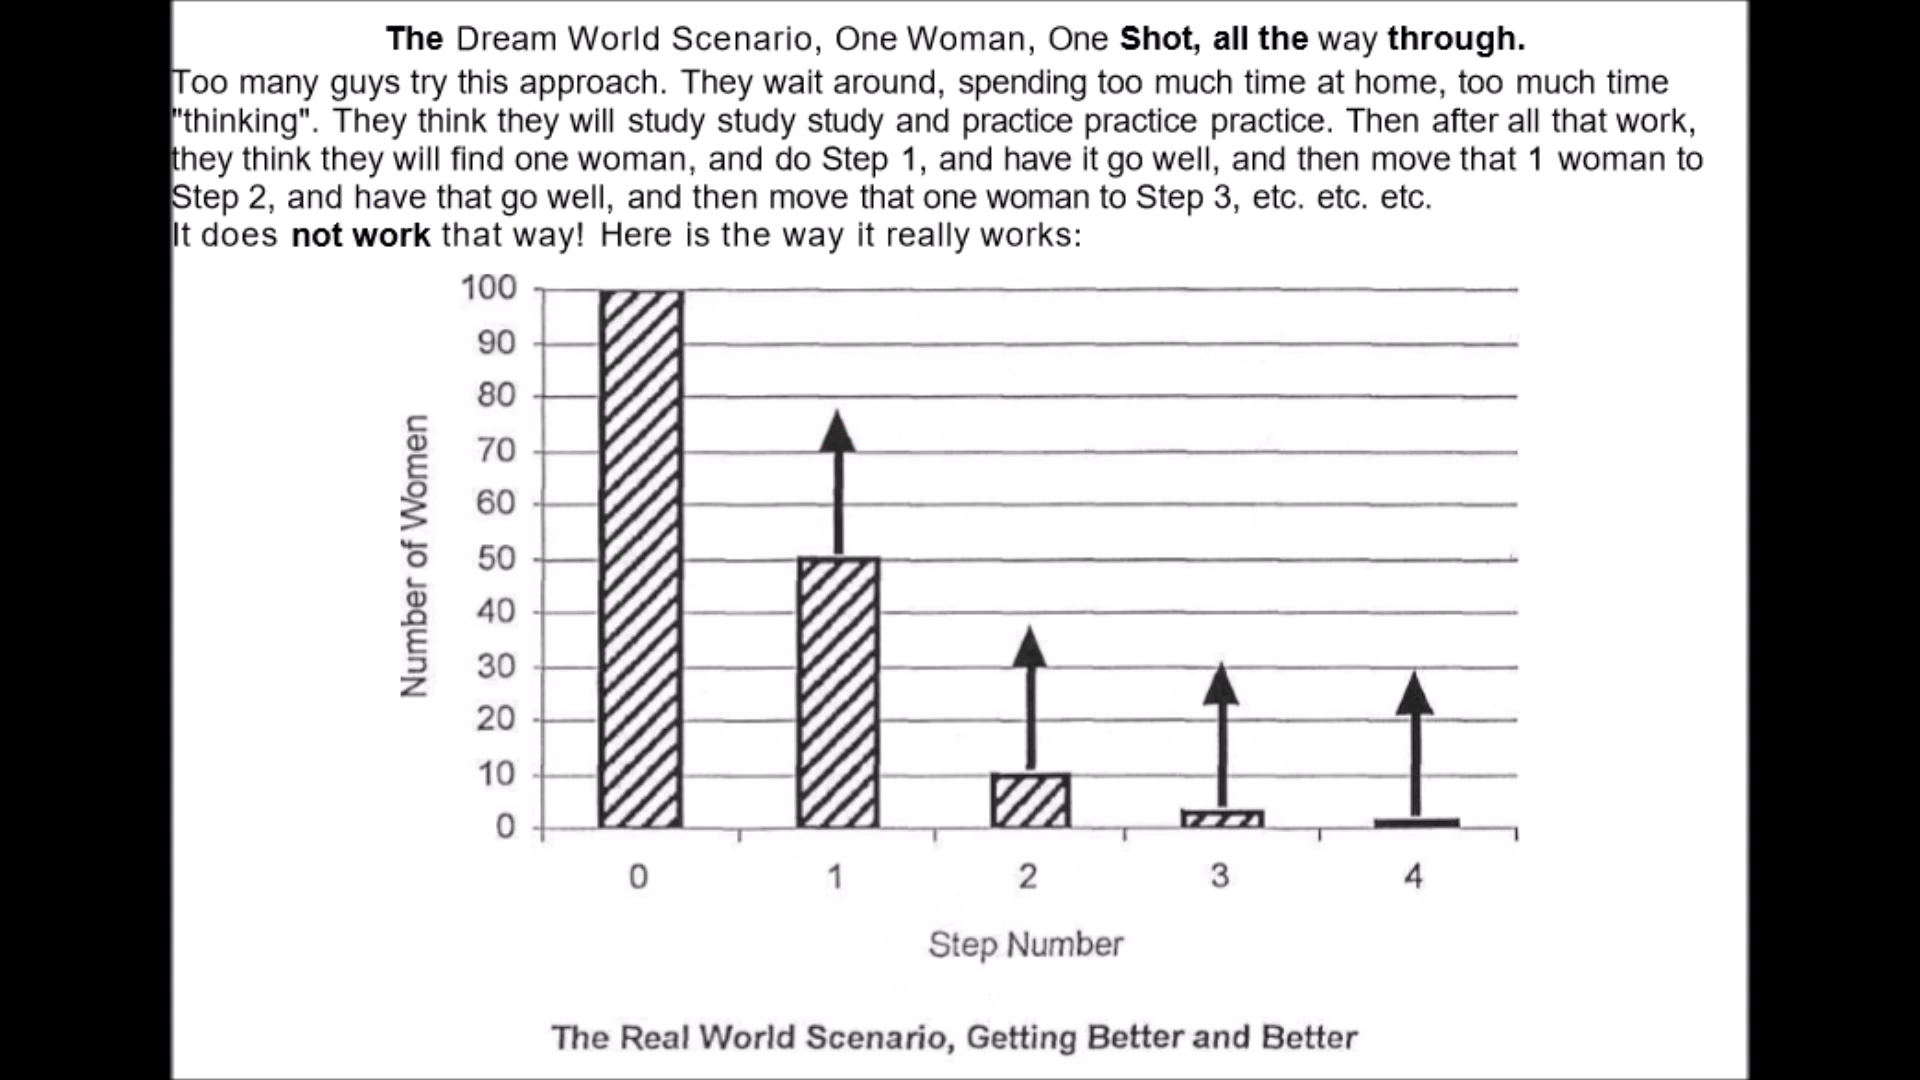 The Dream World Scenario, One Woman, One Shot, all the way through.
Too many guys try this approach. They wait around, spending too much time at home, too much time
"thinking". They think they will study study study and practice practice practice. Then after all that work,
they think they will find one woman, and do Step 1, and have it go well, and then move that 1 woman to
Step 2, and have that go well, and then move that one woman to Step 3, etc. etc. etc.
It does not work that way! Here is the way it really works:
100
90
80
70
60
50
40
30
20
10
0
Number of Women
0 1 2 3 4
Step Number
The Real World Scenario, Getting Better and Better